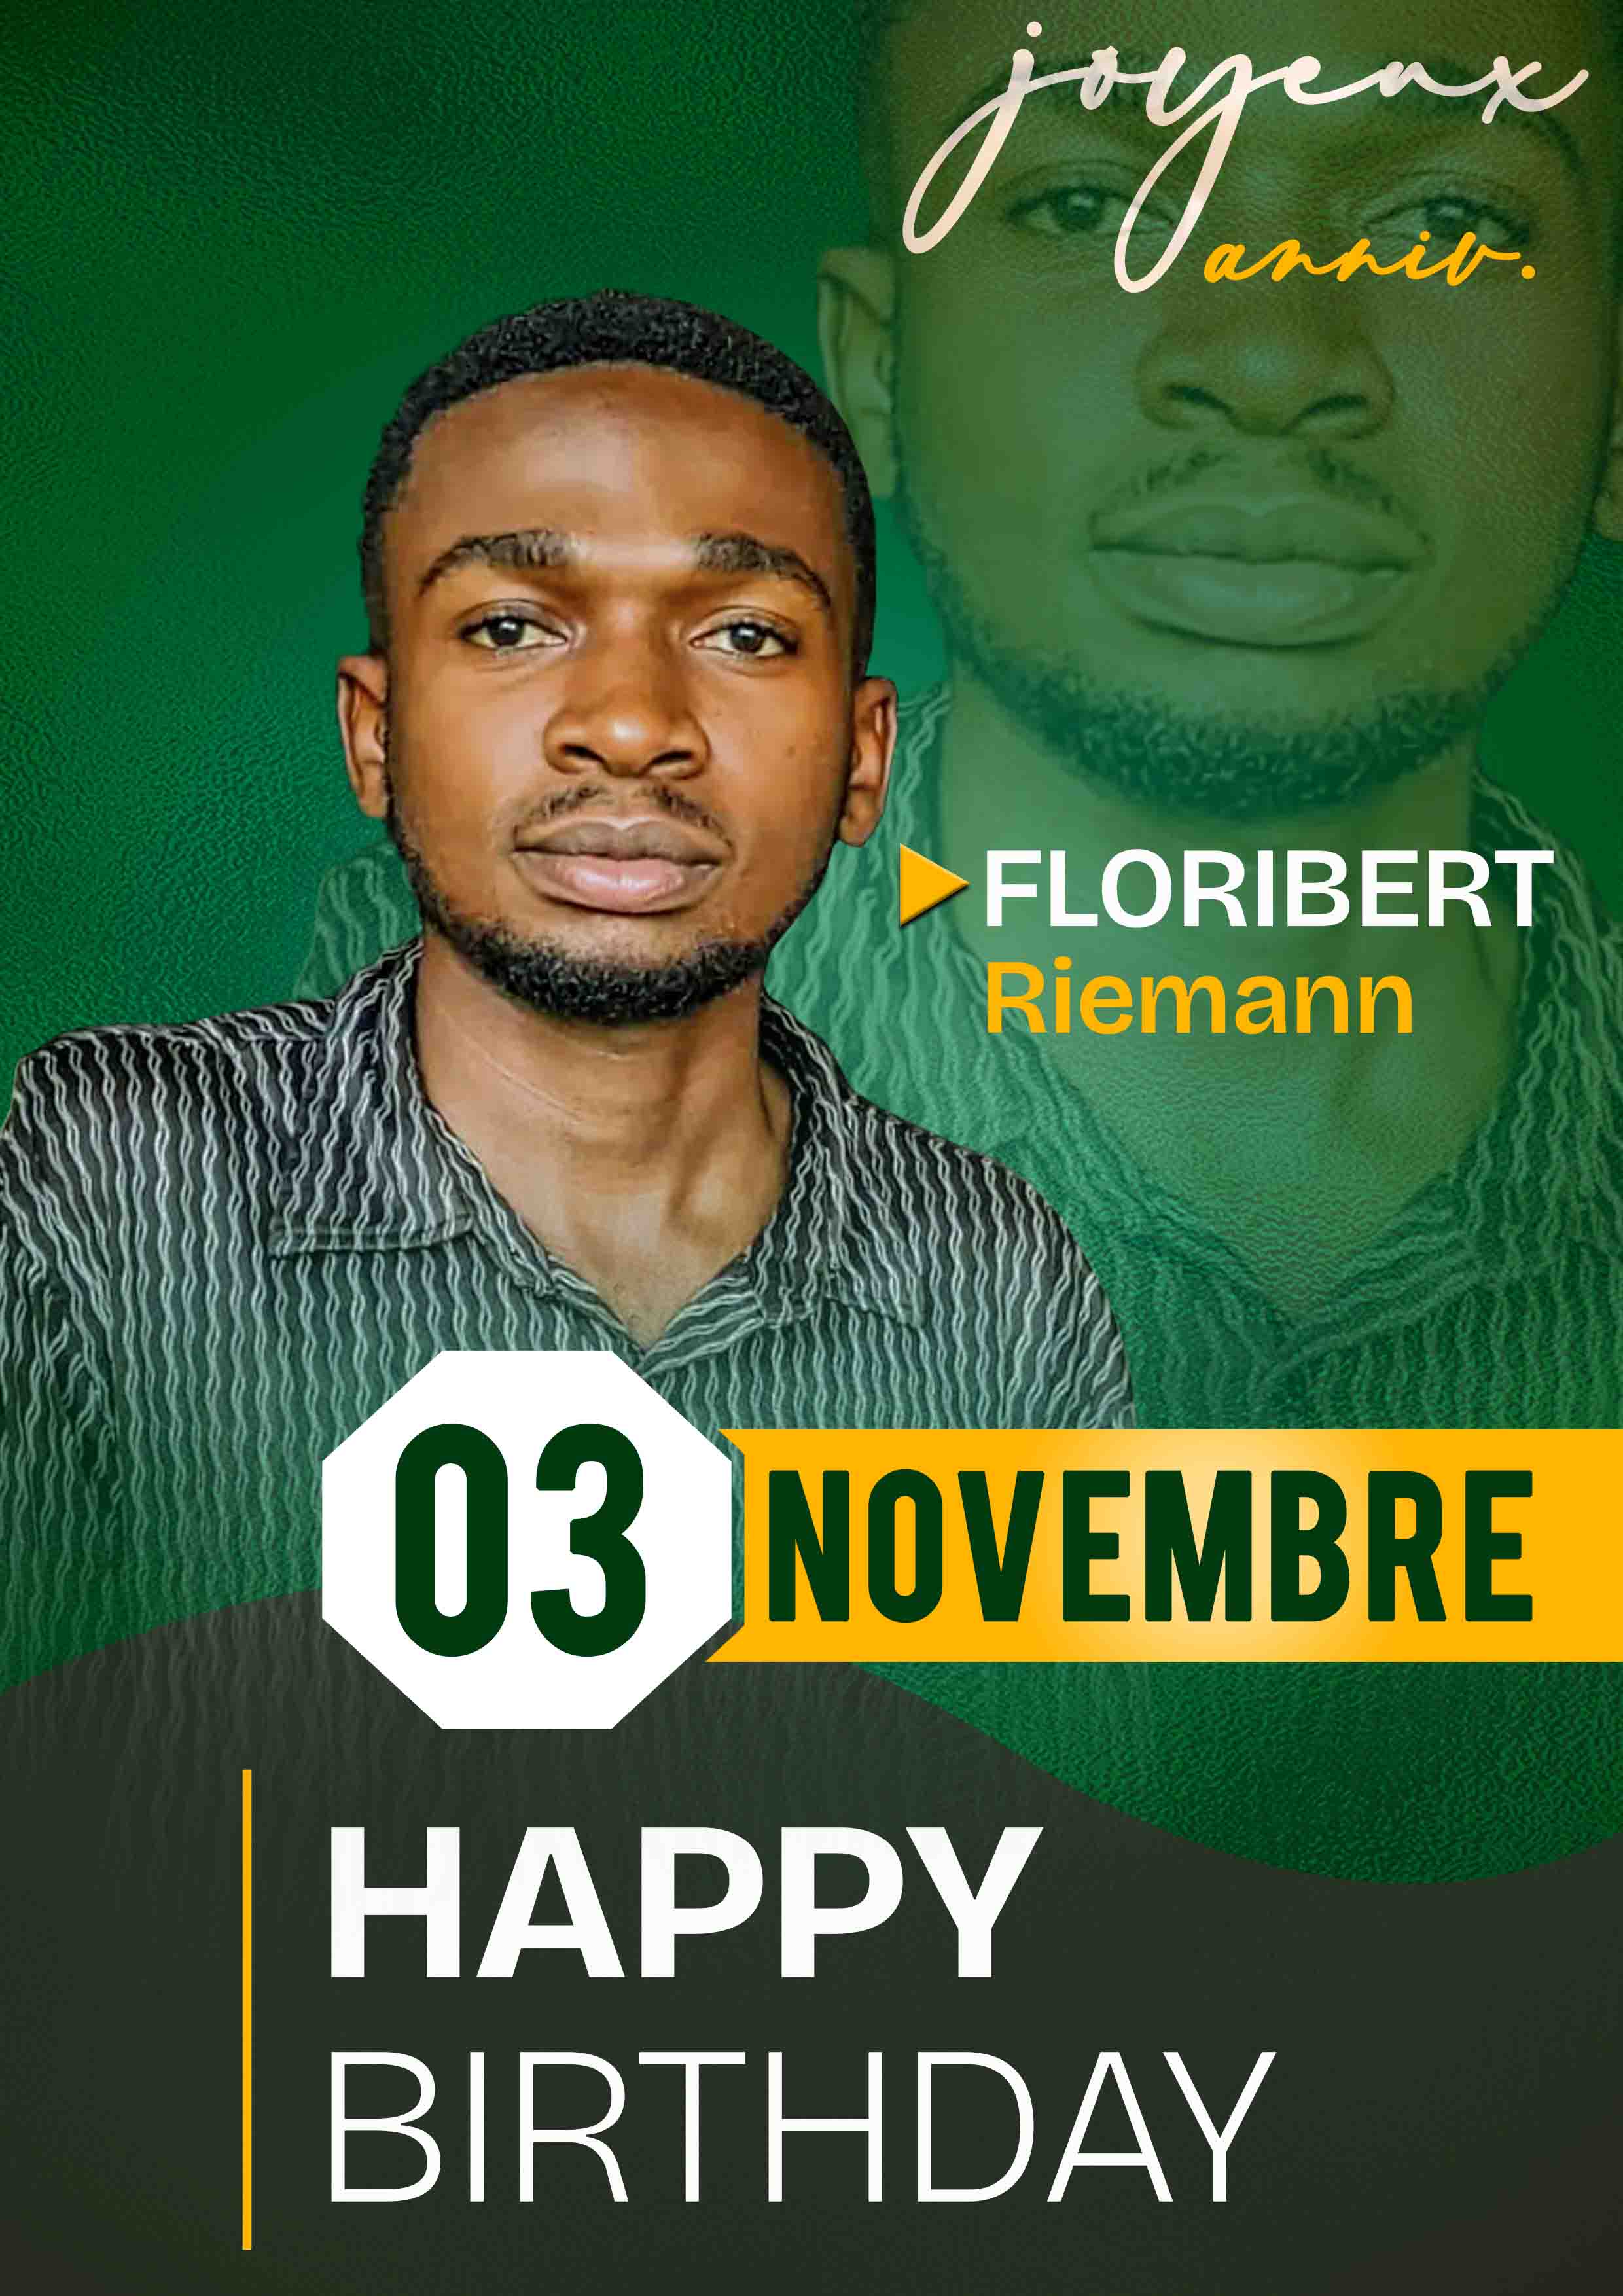 joyeux
anniv.
FLORIBERT
Riemann
03 NOVEMBRE
HAPPY
BIRTHDAY